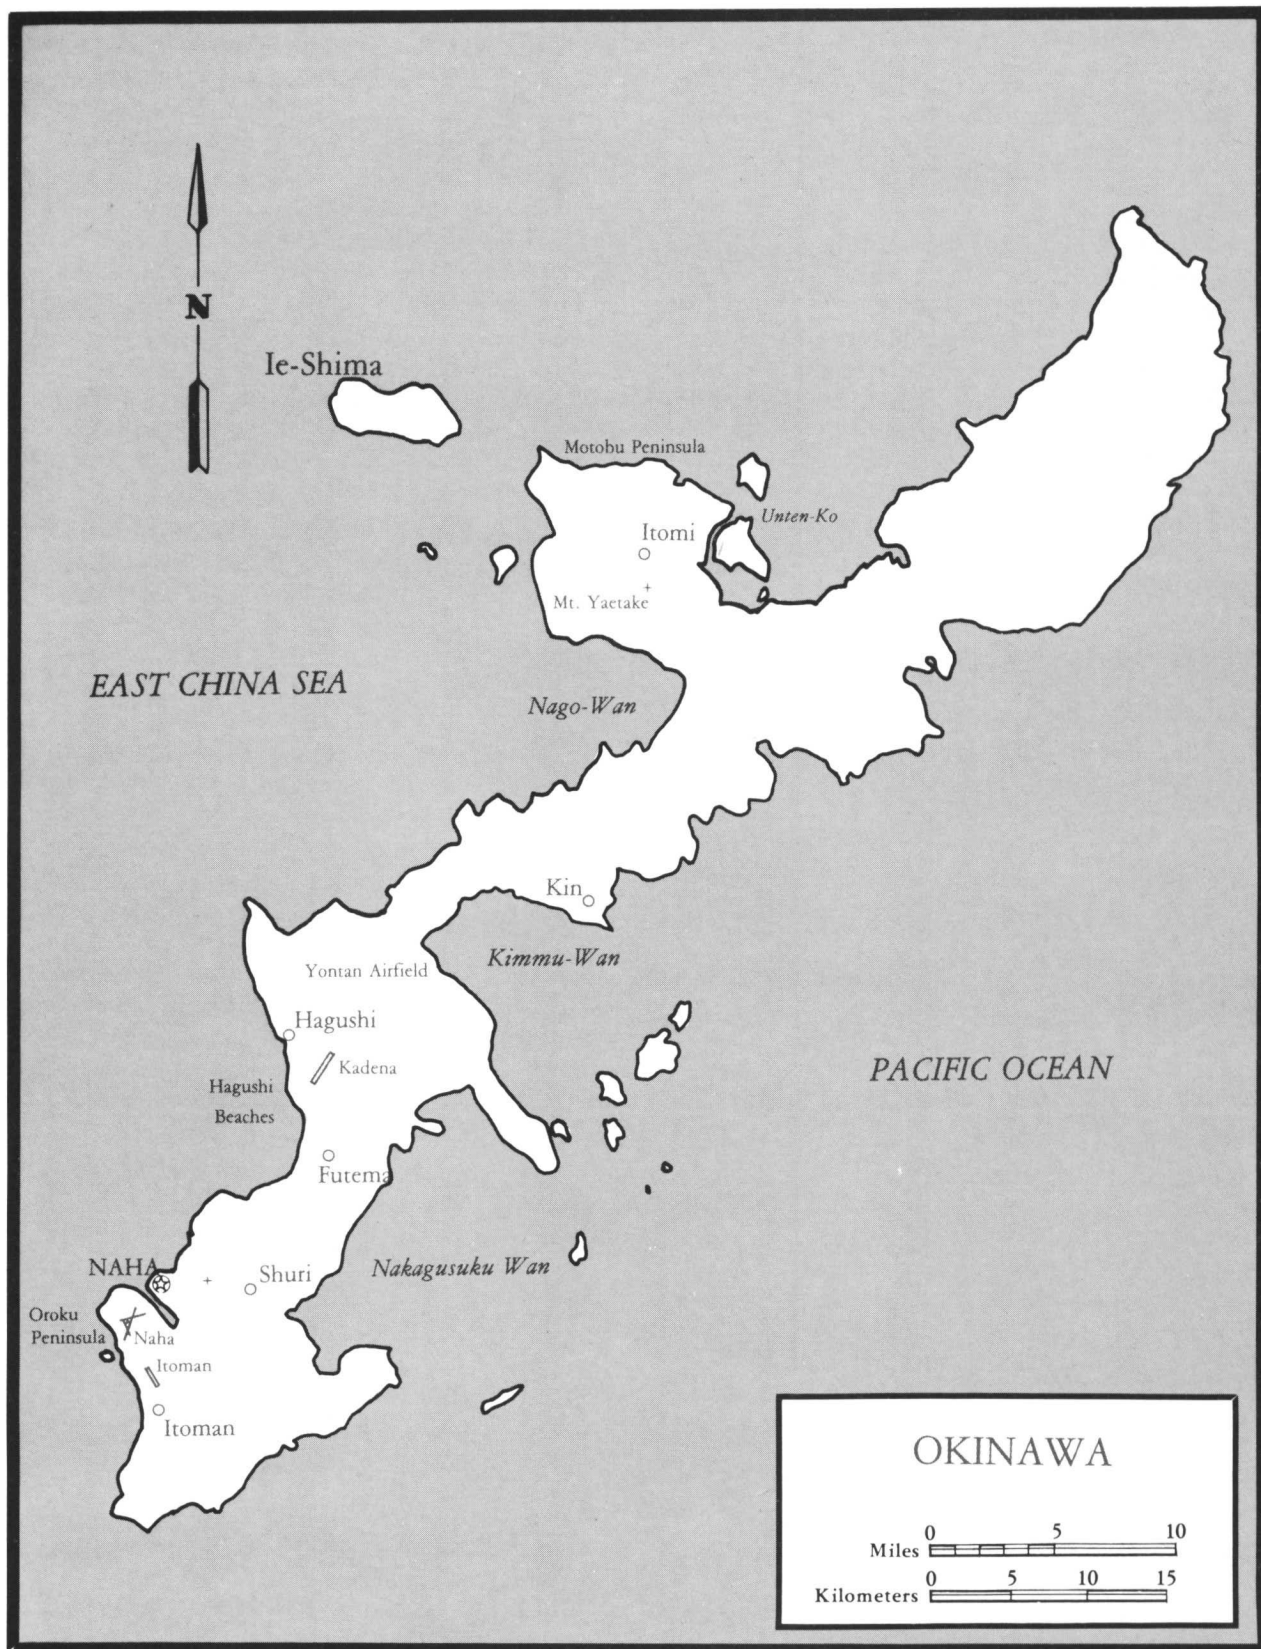 N
Ie-Shima
Motobu Peninsula
Unten-Ko
Itomi
Mt. Yaetake
EAST CHINA SEA
Nago-Wan
Kin
Kimmu-Wan
Yontan Airfield
Hagushi
Kadena
PACIFIC OCEAN
Hagushi
Beaches
Futema
NAHA
Shuri
Nakagusuku Wan
Oroku
Peninsula
Naha
Itoman
Itoman
OKINAWA
0 5 10
Miles
0 5 10 15
Kilometers